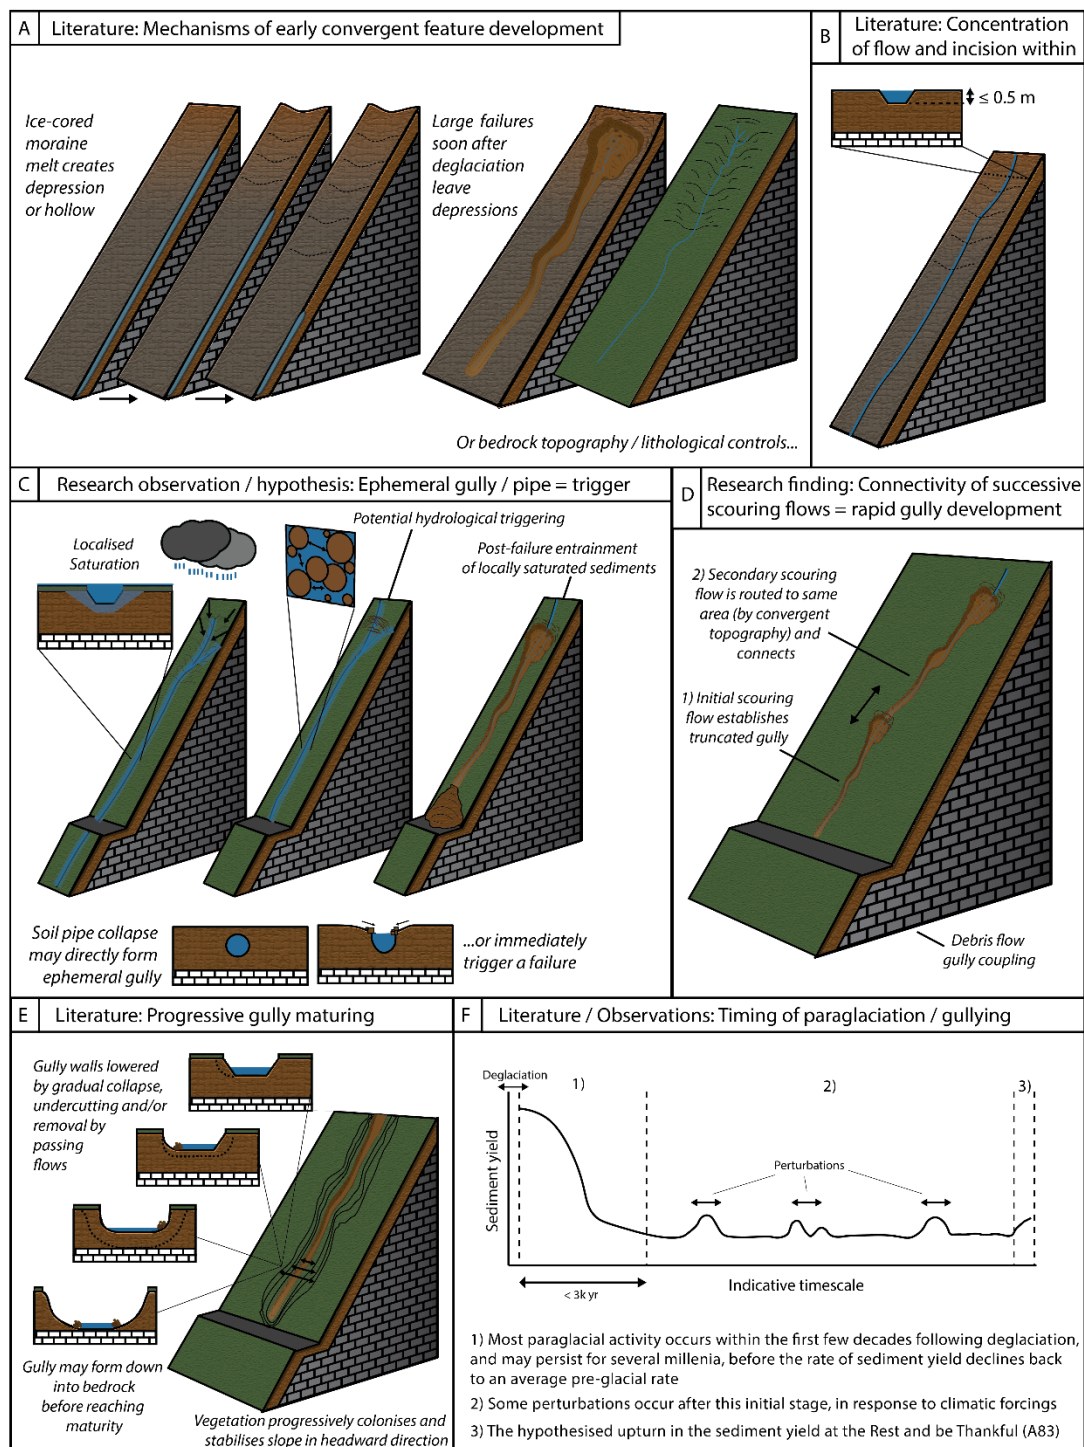 A
Literature: Mechanisms of early convergent feature development
Ice-cored
moraine
melt creates
depression
or hollow
Large failures
soon after
deglaciation
leave
depressions
Or bedrock topography / lithological controls...
B
Literature: Concentration
of flow and incision within
≤ 0.5 m
C
Research observation / hypothesis: Ephemeral gully / pipe = trigger
Localised
Saturation
Potential hydrological triggering
Post-failure entrainment
of locally saturated sediments
Soil pipe collapse
may directly form
ephemeral gully
...or immediately
trigger a failure
D
Research finding: Connectivity of successive
scouring flows = rapid gully development
2) Secondary scouring
flow is routed to same
area (by convergent
topography) and
connects
1) Initial scouring
flow establishes
truncated gully
Debris flow
gully coupling
E
Literature: Progressive gully maturing
Gully walls lowered
by gradual collapse,
undercutting and/or
removal by
passing
flows
Gully may form down
into bedrock
before reaching
maturity
Vegetation progressively colonises and
stabilises slope in headward direction
F
Literature / Observations: Timing of paraglaciation / gullying
Deglaciation
1)
2)
3)
Perturbations
Sediment yield
Indicative timescale
< 3k yr
1) Most paraglacial activity occurs within the first few decades following deglaciation,
and may persist for several millenia, before the rate of sediment yield declines back
to an average pre-glacial rate
2) Some perturbations occur after this initial stage, in response to climatic forcings
3) The hypothesised upturn in the sediment yield at the Rest and be Thankful (A83)